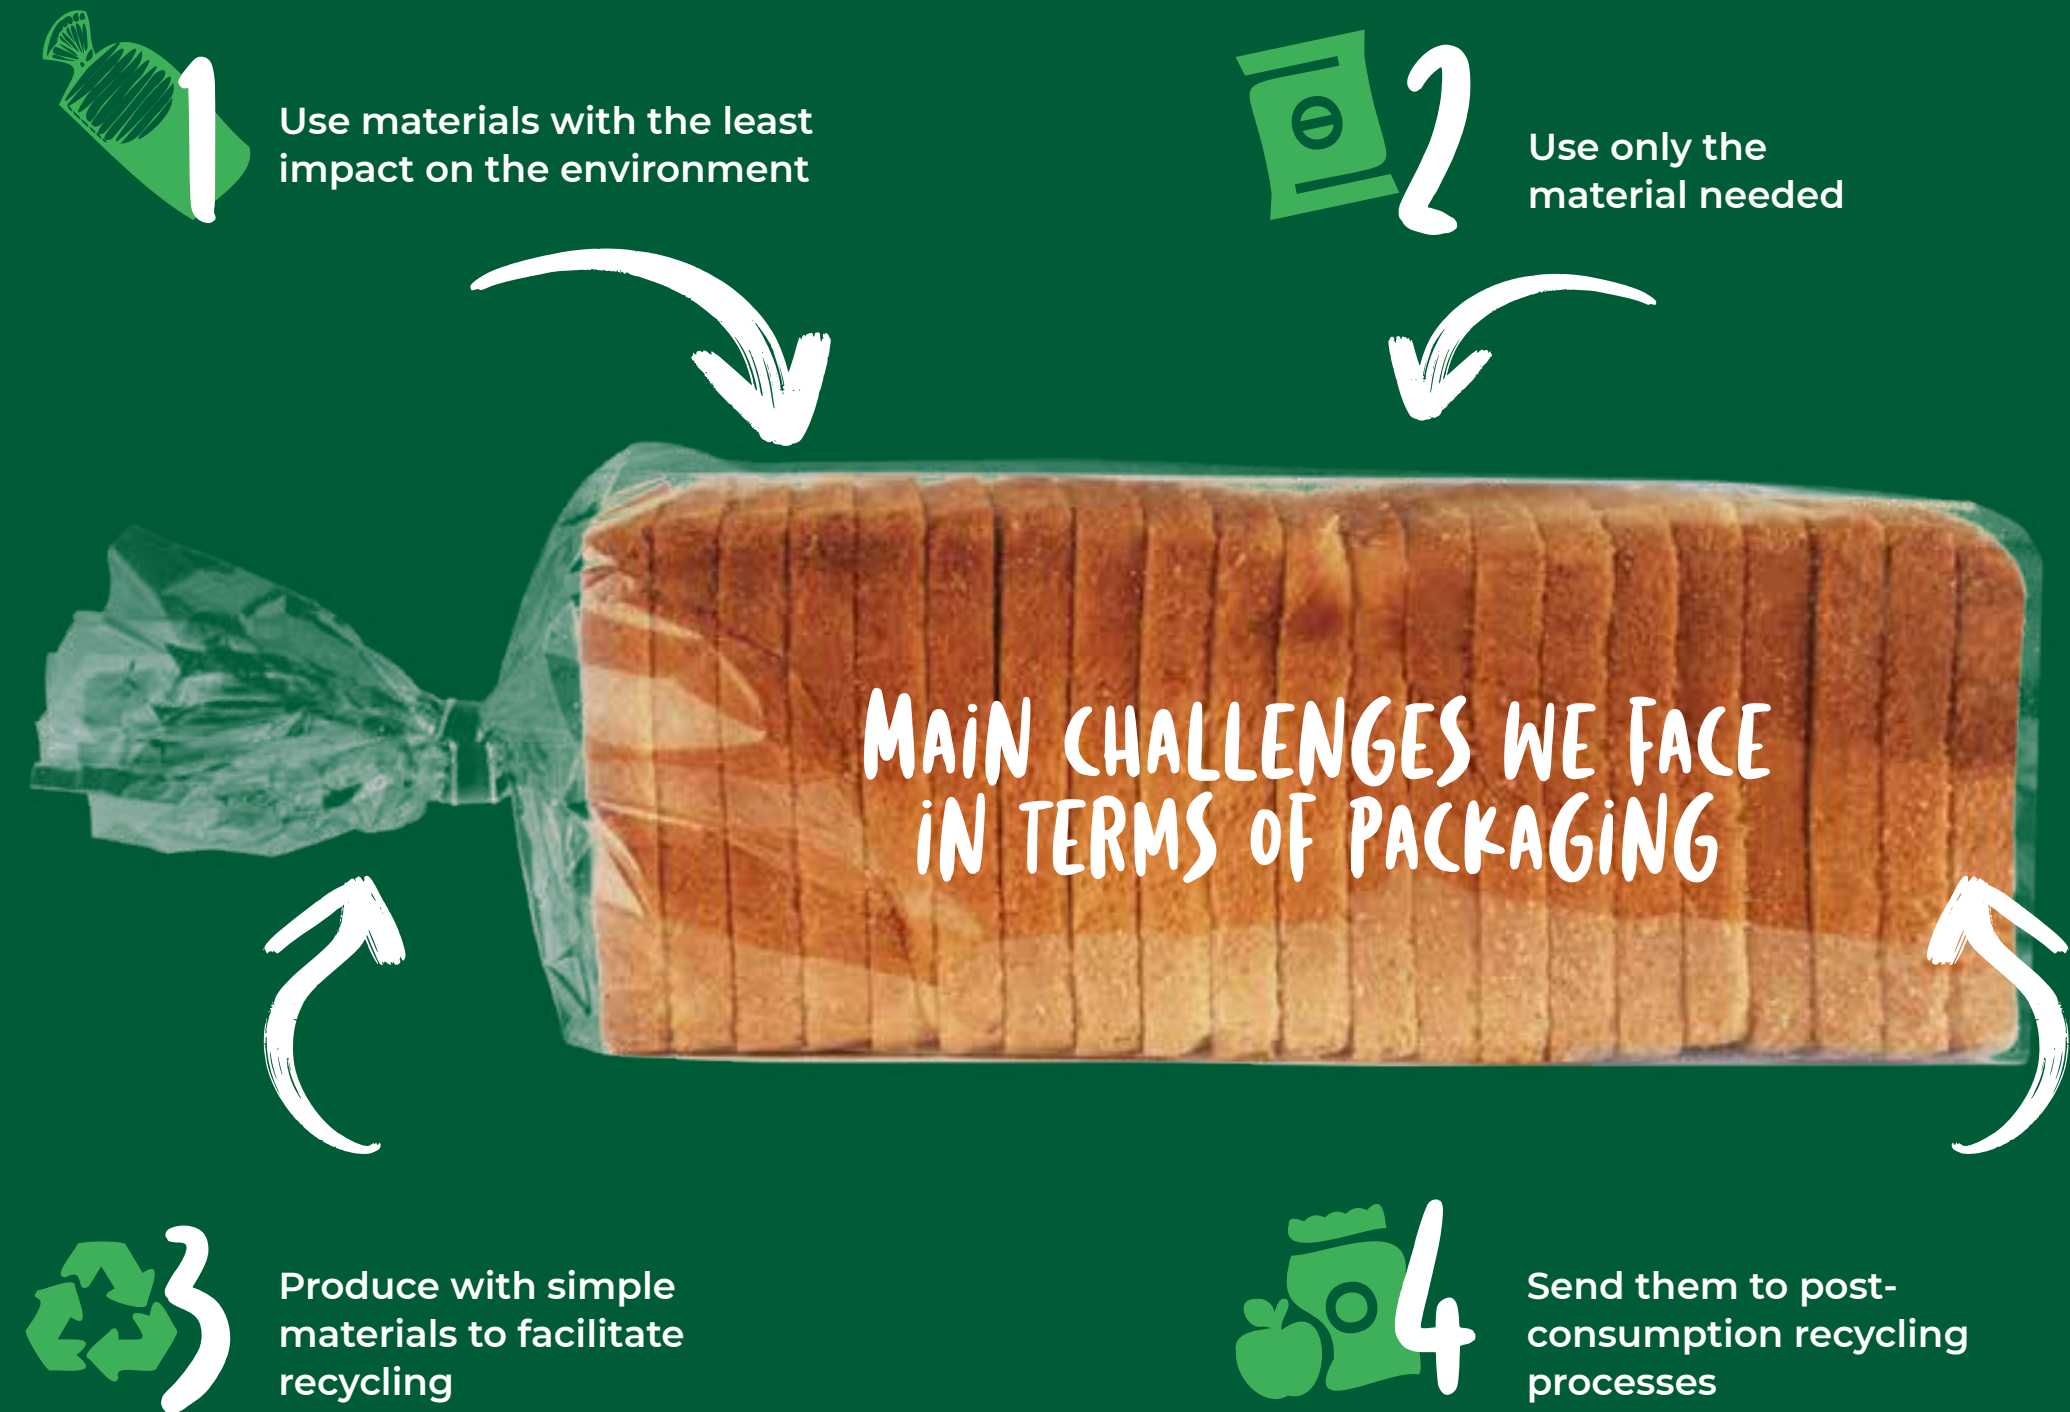 1
Use materials with the least
impact on the environment
2
Use only the
material needed
MAiN CHALLENGES WE FACE
iN TERMS OF PACKAGiNG
3
Produce with simple
materials to facilitate
recycling
4
Send them to post-
consumption recycling
processes